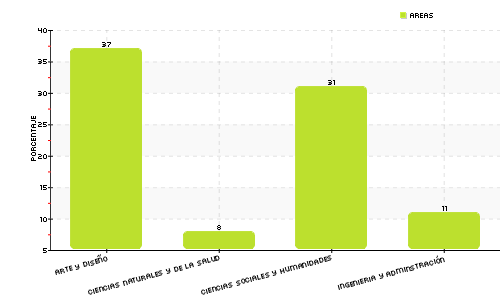 AREAS
PORCENTAJE
40
35
30
25
20
15
10
5
37
8
31
11
ARTE Y DISEÑO
CIENCIAS NATURALES Y DE LA SALUD
CIENCIAS SOCIALES Y HUMANIDADES
INGENIERIA Y ADMINSTRACIÓN